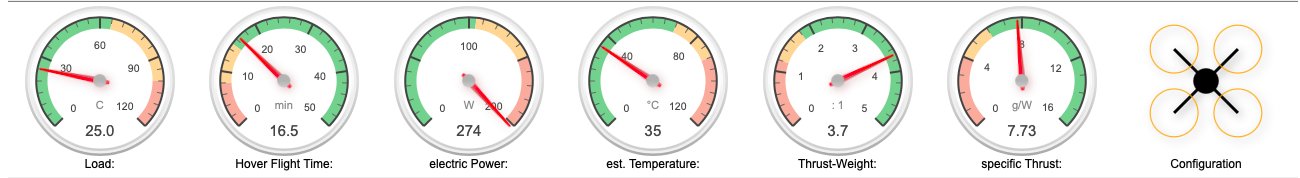 0 30 60 90 120
C
25.0
Load:
0 10 20 30 40 50
min
16.5
Hover Flight Time:
0 100 200
W
274
electric Power:
0 40 80 120
°C
35
est. Temperature:
0 1 2 3 4 5
: 1
3.7
Thrust-Weight:
0 4 8 12 16
g/W
7.73
specific Thrust:
Configuration